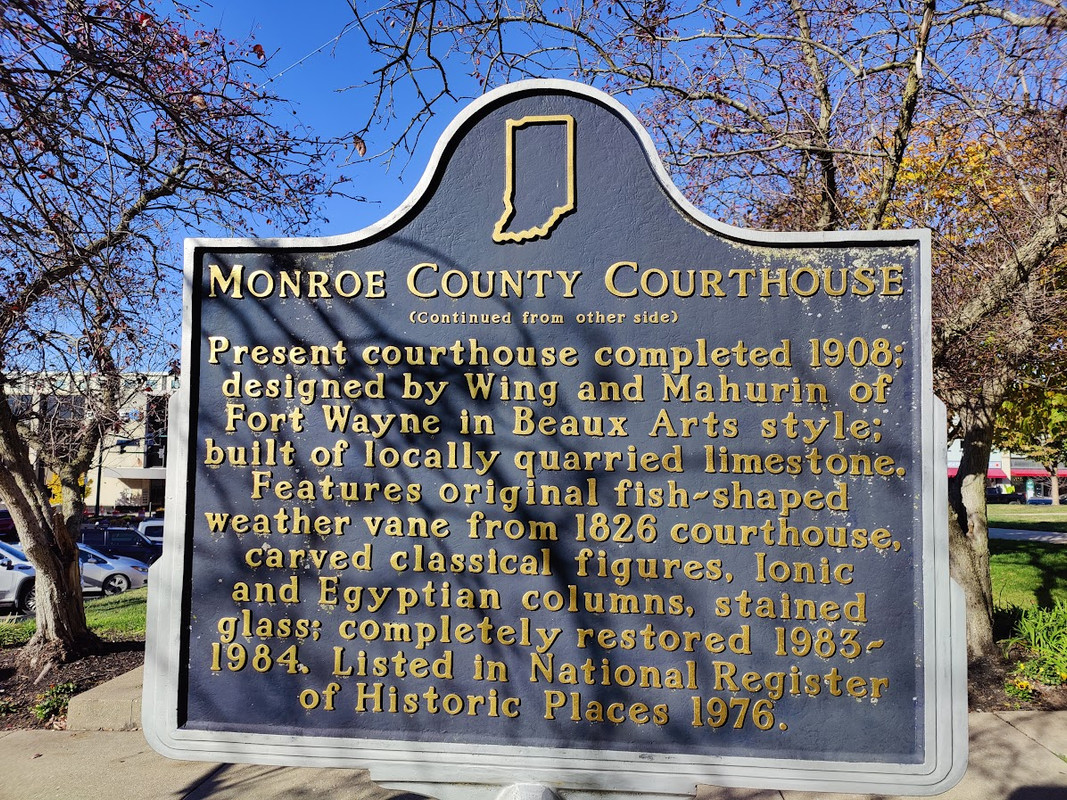 MONROE COUNTY COURTHOUSE
(Continued from other side)
Present courthouse completed 1908;
designed by Wing and Mahurin of
Fort Wayne in Beaux Arts style;
built of locally quarried limestone.
Features original fish-shaped
weather vane from 1826 courthouse,
carved classical figures, Ionic
and Egyptian columns, stained
glass; completely restored 1983-
1984. Listed in National Register
of Historic Places 1976.